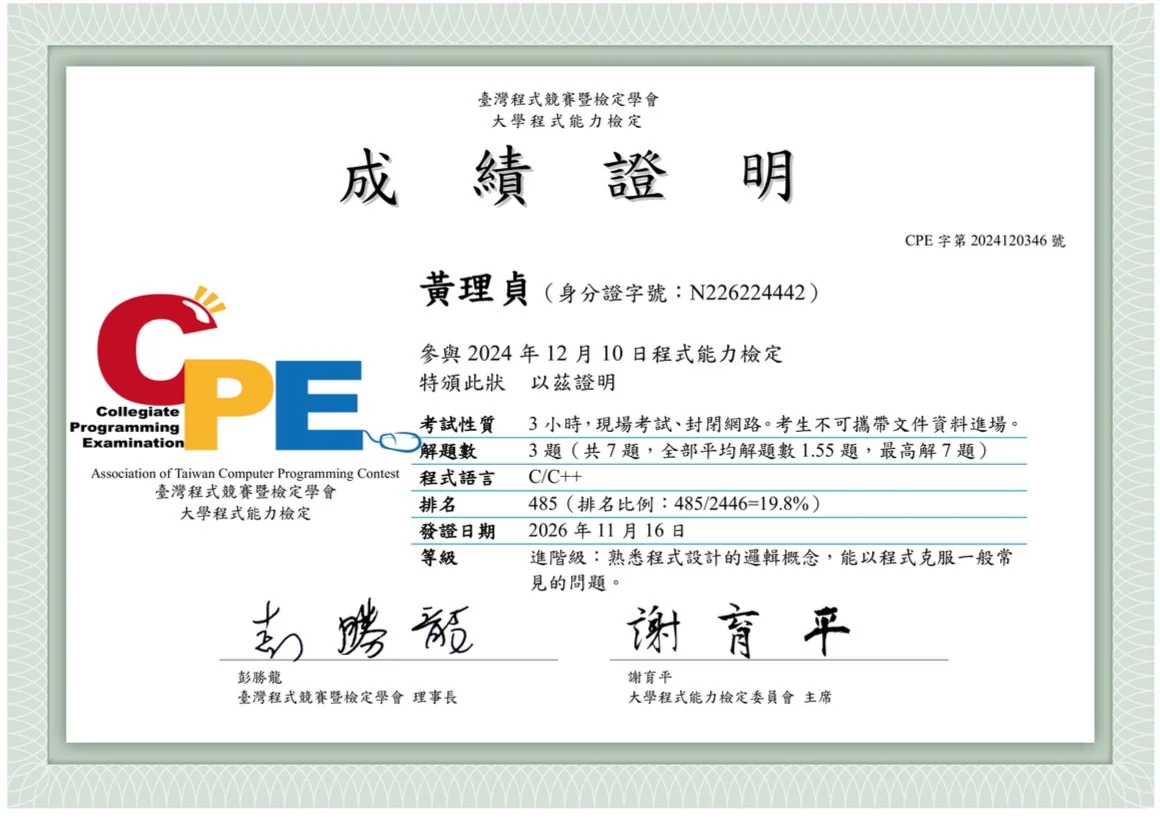 臺灣程式競賽暨檢定學會
大學程式能力檢定
成績證明
CPE 字第 2024120346 號
黃理貞（身分證字號：N226224442）
參與 2024 年 12 月 10 日程式能力檢定
特頒此狀 以茲證明
CPE
Collegiate
Programming
Examination
Association of Taiwan Computer Programming Contest
臺灣程式競賽暨檢定學會
大學程式能力檢定
考試性質 3 小時，現場考試、封閉網路。考生不可攜帶文件資料進場。
解題數 3 題（共 7 題，全部平均解題數 1.55 題，最高解 7 題）
程式語言 C/C++
排名 485（排名比例：485/2446=19.8%）
發證日期 2026 年 11 月 16 日
等級 進階級：熟悉程式設計的邏輯概念，能以程式克服一般常
見的問題。
彭勝龍 謝育平
彭勝龍
臺灣程式競賽暨檢定學會 理事長
謝育平
大學程式能力檢定委員會 主席